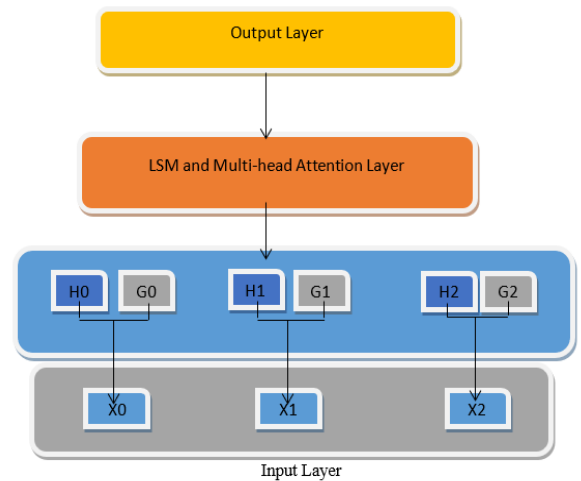 Output Layer
LSM and Multi-head Attention Layer
H0 G0 H1 G1 H2 G2
X0 X1 X2
Input Layer